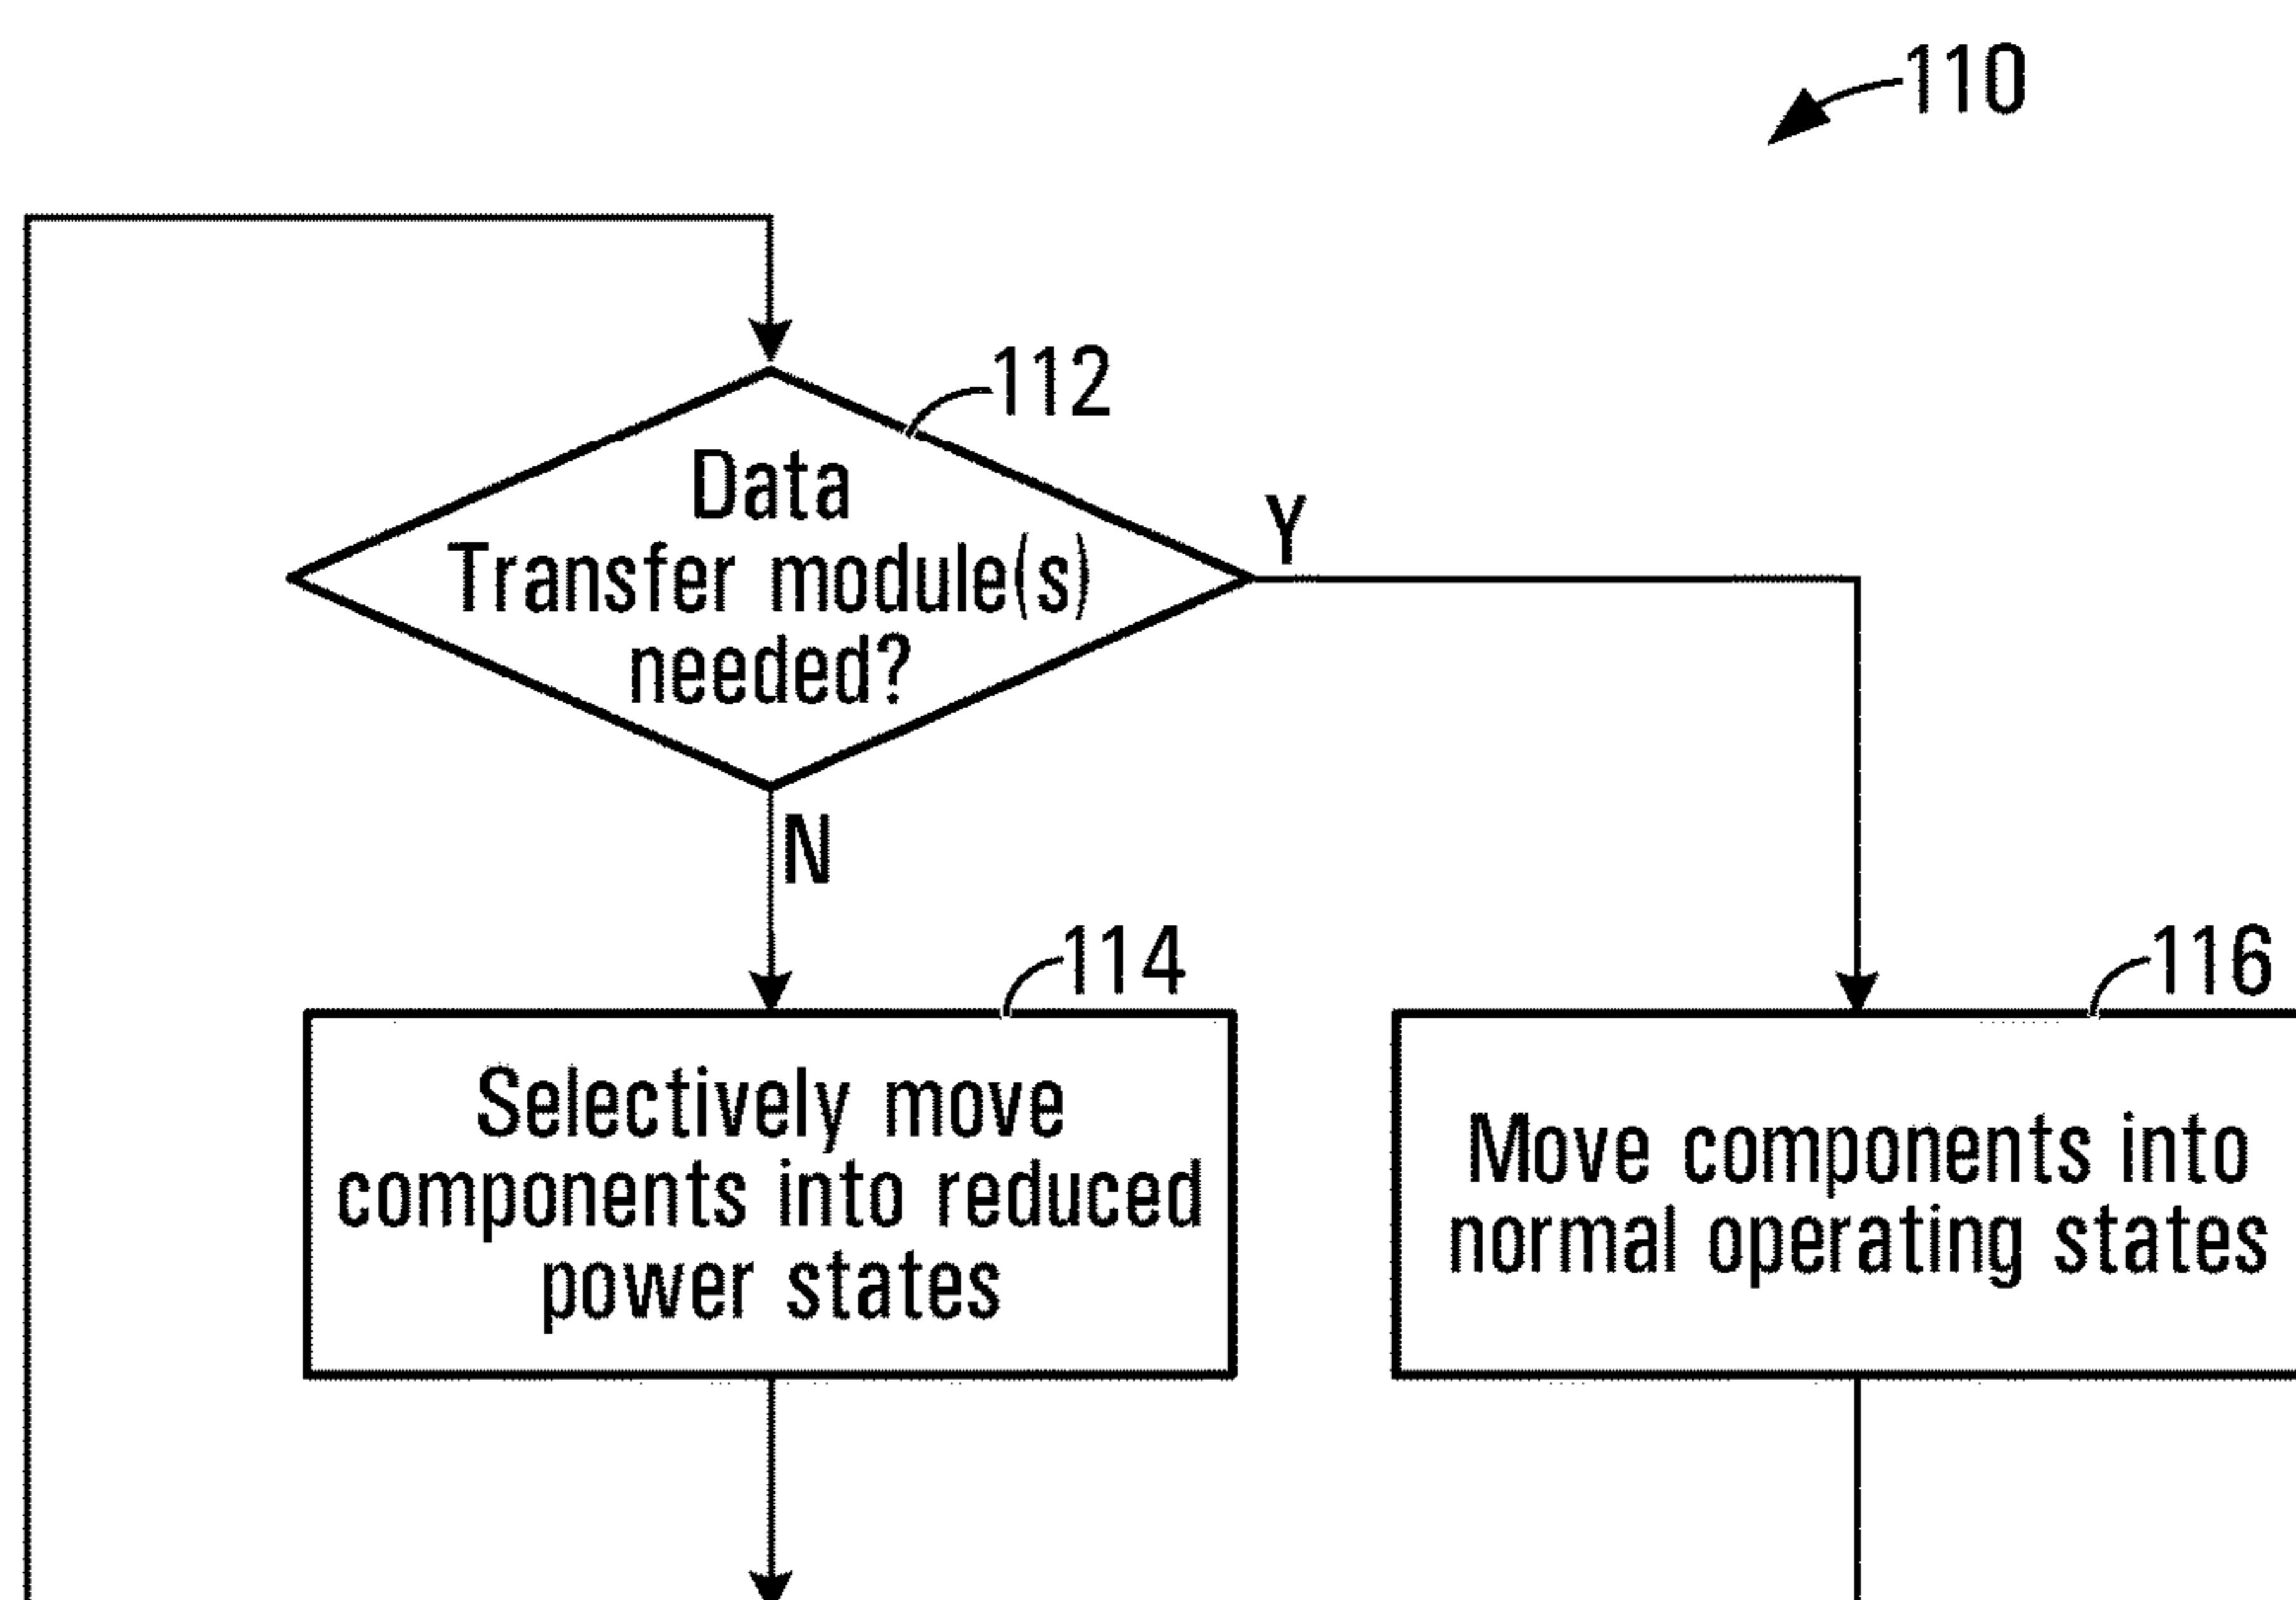 110
112
Data
Transfer module(s)
needed?
Y
N
114
Selectively move
components into reduced
power states
116
Move components into
normal operating states